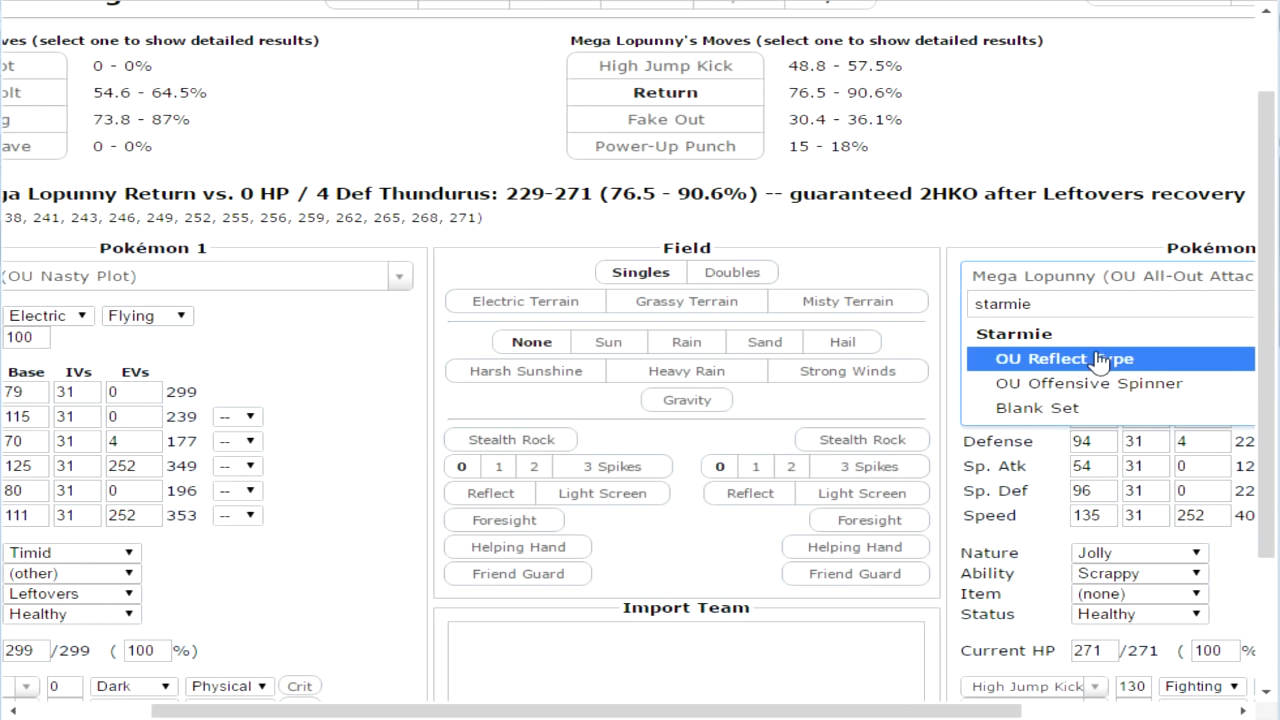 ves (select one to show detailed results)
Mega Lopunny's Moves (select one to show detailed results)
ot 0 - 0%
High Jump Kick 48.8 - 57.5%
olt 54.6 - 64.5%
Return 76.5 - 90.6%
g 73.8 - 87%
Fake Out 30.4 - 36.1%
ave 0 - 0%
Power-Up Punch 15 - 18%
ga Lopunny Return vs. 0 HP / 4 Def Thundurus: 229-271 (76.5 - 90.6%) -- guaranteed 2HKO after Leftovers recovery
38, 241, 243, 246, 249, 252, 255, 256, 259, 262, 265, 268, 271)
Pokémon 1
(OU Nasty Plot)
Electric Flying
100
Base IVs EVs
79 31 0 299
115 31 0 239 --
70 31 4 177 --
125 31 252 349 --
80 31 0 196 --
111 31 252 353 --
Timid
(other)
Leftovers
Healthy
299 /299 ( 100 %)
0 Dark Physical Crit
Field
Singles Doubles
Electric Terrain Grassy Terrain Misty Terrain
None Sun Rain Sand Hail
Harsh Sunshine Heavy Rain Strong Winds
Gravity
Stealth Rock Stealth Rock
0 1 2 3 Spikes 0 1 2 3 Spikes
Reflect Light Screen Reflect Light Screen
Foresight Foresight
Helping Hand Helping Hand
Friend Guard Friend Guard
Import Team
Pokémon
Mega Lopunny (OU All-Out Attac
starmie
Starmie
OU Reflect Type
OU Offensive Spinner
Blank Set
Defense 94 31 4 22
Sp. Atk 54 31 0 12
Sp. Def 96 31 0 22
Speed 135 31 252 40
Nature Jolly
Ability Scrappy
Item (none)
Status Healthy
Current HP 271 /271 ( 100 %
High Jump Kick 130 Fighting